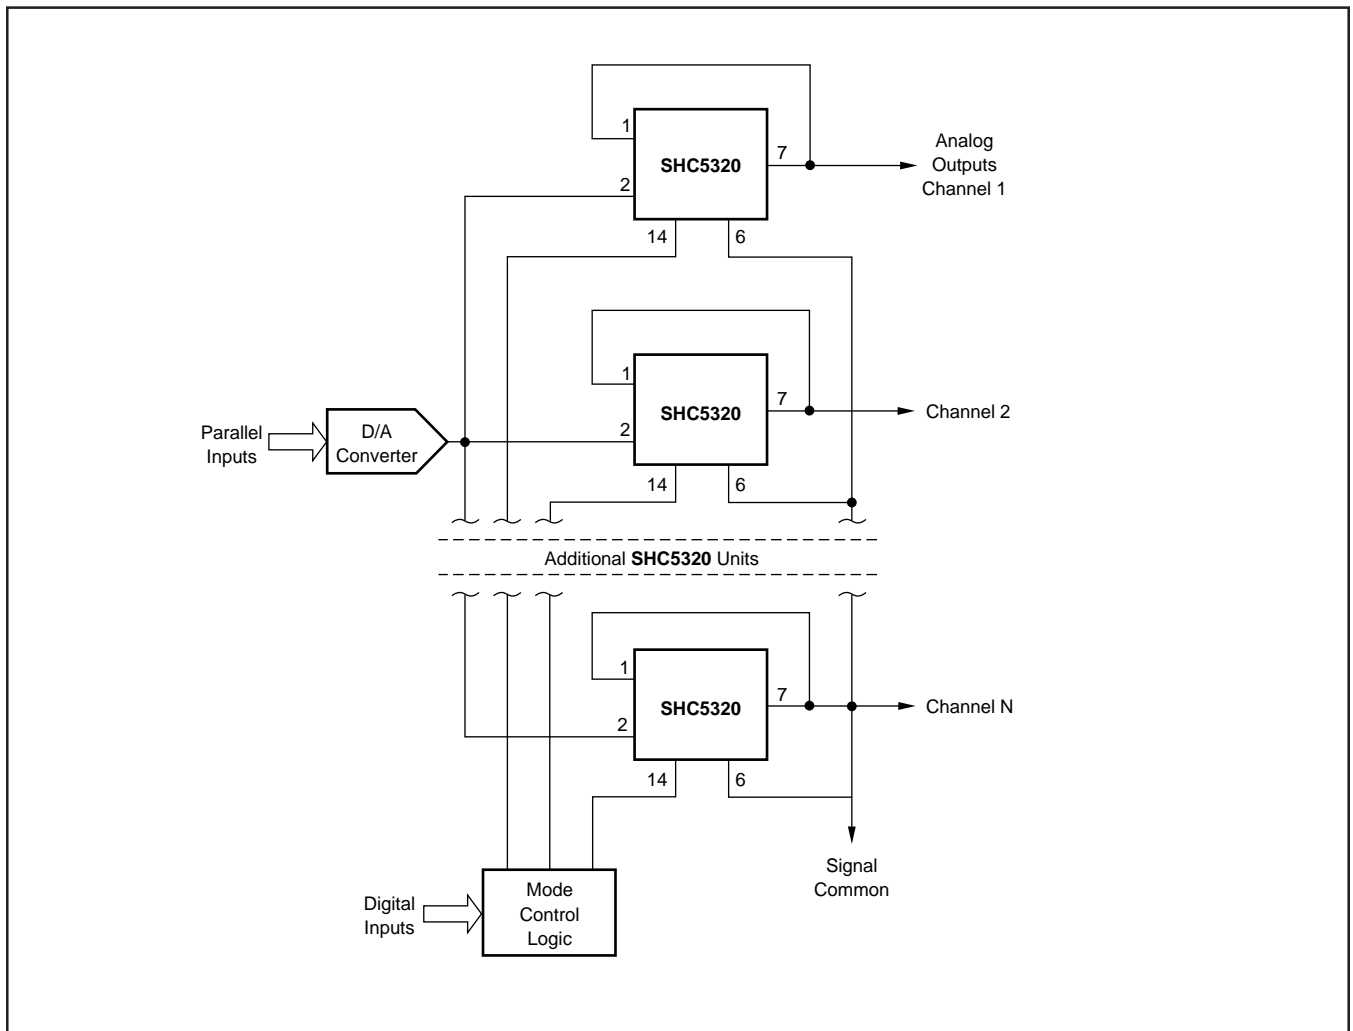 1
SHC5320
7
2
14
6
Analog
Outputs
Channel 1
1
SHC5320
7
2
14
6
Channel 2
Parallel
Inputs
D/A
Converter
Additional SHC5320 Units
1
SHC5320
7
2
14
6
Channel N
Signal
Common
Digital
Inputs
Mode
Control
Logic